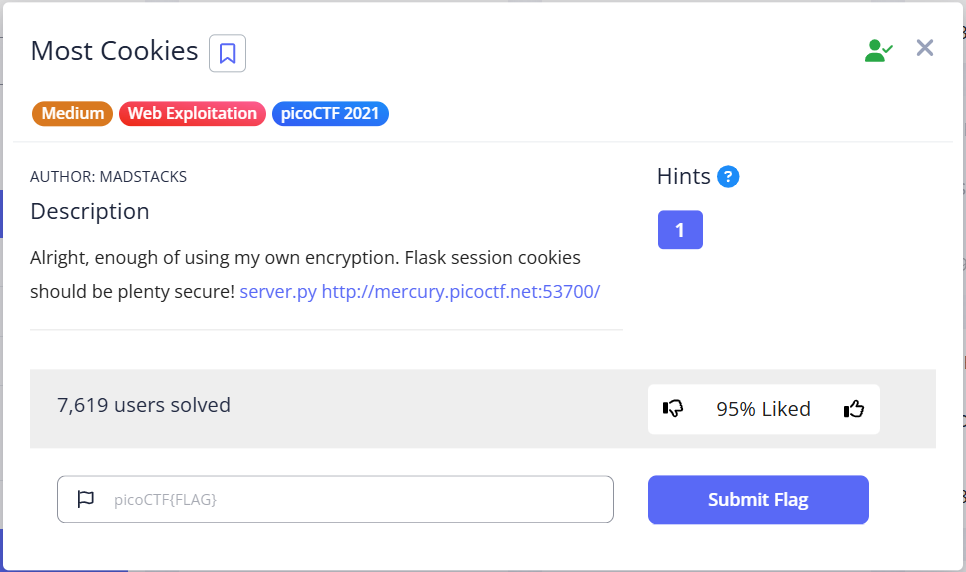 Most Cookies
Medium Web Exploitation picoCTF 2021
AUTHOR: MADSTACKS
Description
Alright, enough of using my own encryption. Flask session cookies
should be plenty secure! server.py http://mercury.picoctf.net:53700/
Hints ?
1
7,619 users solved
95% Liked
picoCTF{FLAG}
Submit Flag